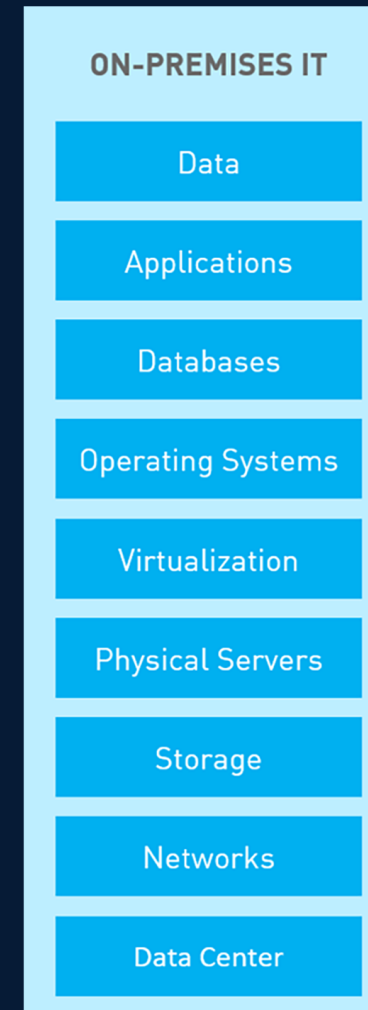 ON-PREMISES IT
Data
Applications
Databases
Operating Systems
Virtualization
Physical Servers
Storage
Networks
Data Center